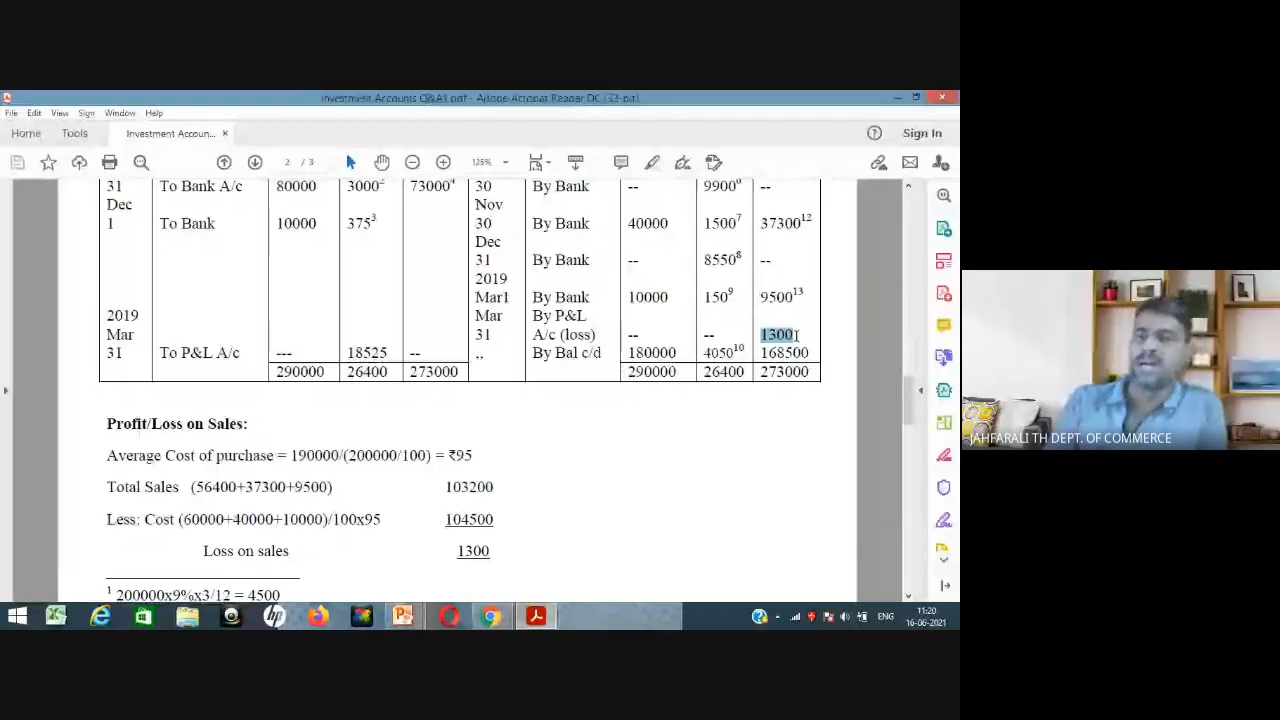 Investment Accounts Q&A1.pdf - Adobe Acrobat Reader DC (32-bit)
File Edit View Sign Window Help
Home Tools Investment Accoun... × Sign In
2 / 3 125%
31 To Bank A/c 80000 3000² 73000⁴ 30 By Bank -- 9900⁶ --
Dec Nov
1 To Bank 10000 375³ 30 By Bank 40000 1500⁷ 37300¹²
Dec
31 By Bank -- 8550⁸ --
2019
Mar1 By Bank 10000 150⁹ 9500¹³
2019 Mar By P&L
Mar 31 A/c (loss) -- -- 1300
31 To P&L A/c --- 18525 -- .. By Bal c/d 180000 4050¹⁰ 168500
290000 26400 273000 290000 26400 273000
Profit/Loss on Sales:
Average Cost of purchase = 190000/(200000/100) = ₹95
Total Sales (56400+37300+9500) 103200
Less: Cost (60000+40000+10000)/100x95 104500
Loss on sales 1300
¹ 200000x9%x3/12 = 4500
JAHFARALI TH DEPT. OF COMMERCE
ENG
11:20
16-06-2021